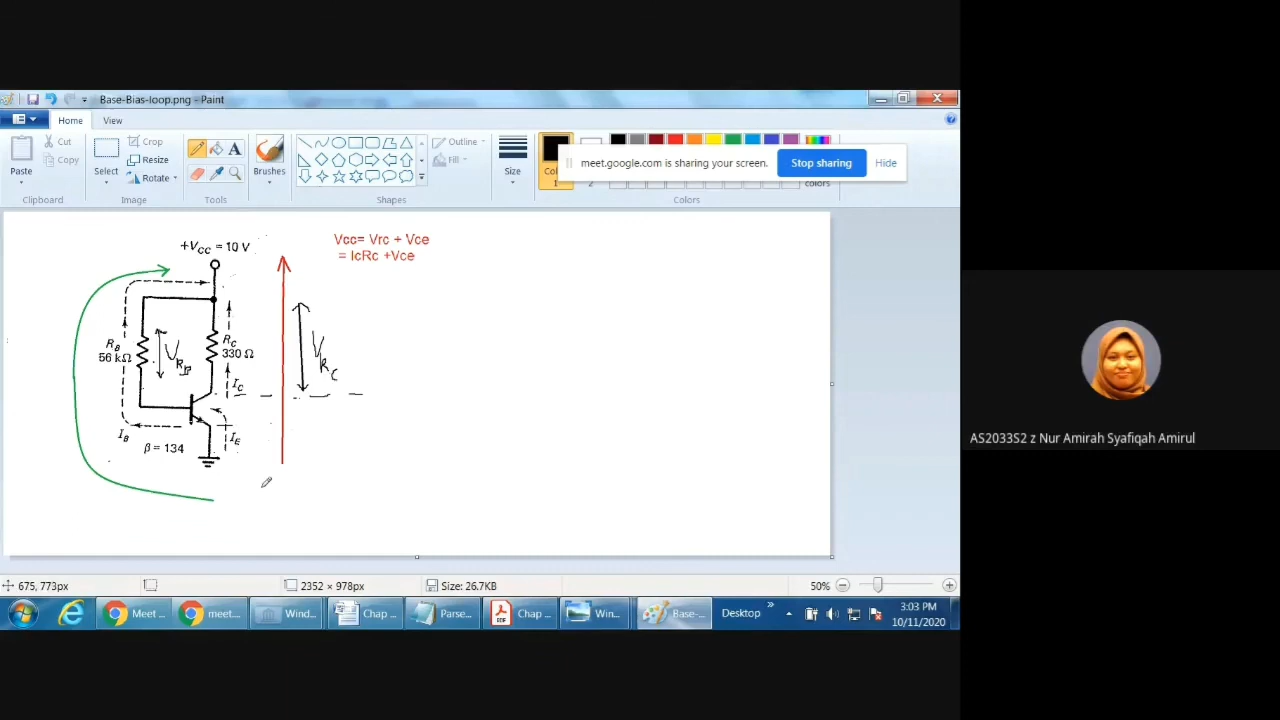 Base-Bias-loop.png - Paint
Home
View
Paste
Cut
Copy
Clipboard
Select
Crop
Resize
Rotate
Image
A
Tools
Brushes
Outline
Fill
Shapes
Size
meet.google.com is sharing your screen.
Stop sharing
Hide
2
colors
Colors
+VCC = 10 V
Vcc= Vrc + Vce
= IcRc +Vce
RB
56 kΩ
VRB
RC
330 Ω
VRC
IC
IB
IE
β = 134
AS2033S2 z Nur Amirah Syafiqah Amirul
675, 773px
2352 × 978px
Size: 26.7KB
50%
Meet ...
meet...
Wind...
Chap ...
Parse...
Chap ...
Win...
Base-...
Desktop
3:03 PM
10/11/2020